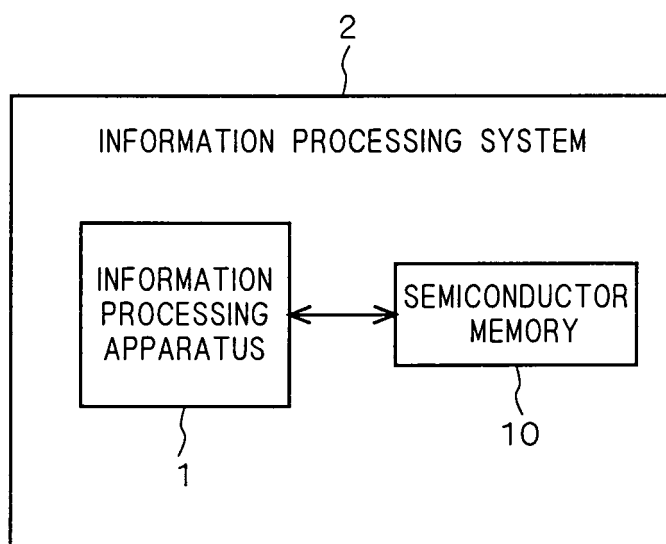 2
INFORMATION PROCESSING SYSTEM
INFORMATION
PROCESSING
APPARATUS
SEMICONDUCTOR
MEMORY
1
10